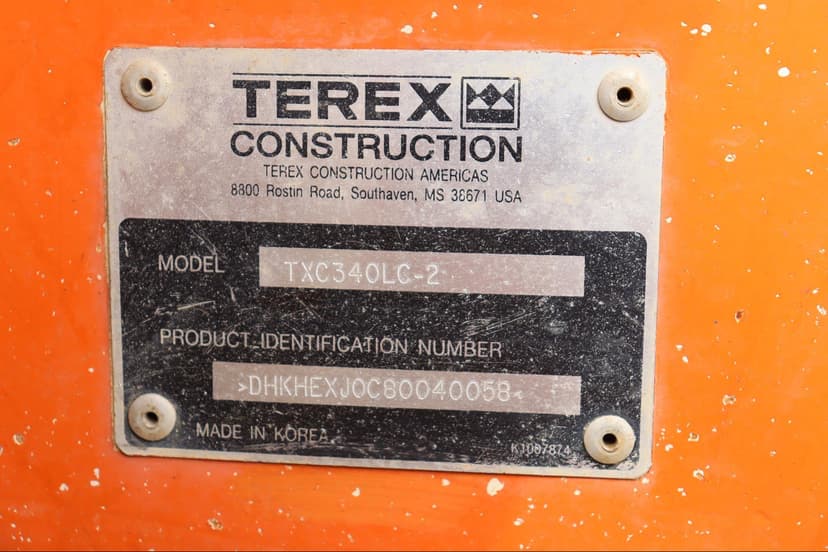 TEREX
CONSTRUCTION
TEREX CONSTRUCTION AMERICAS
8800 Rostin Road, Southaven, MS 38671 USA
MODEL TXC340LC-2
PRODUCT IDENTIFICATION NUMBER
>DHKHEXJ0C80040058<
MADE IN KOREA
K1067874